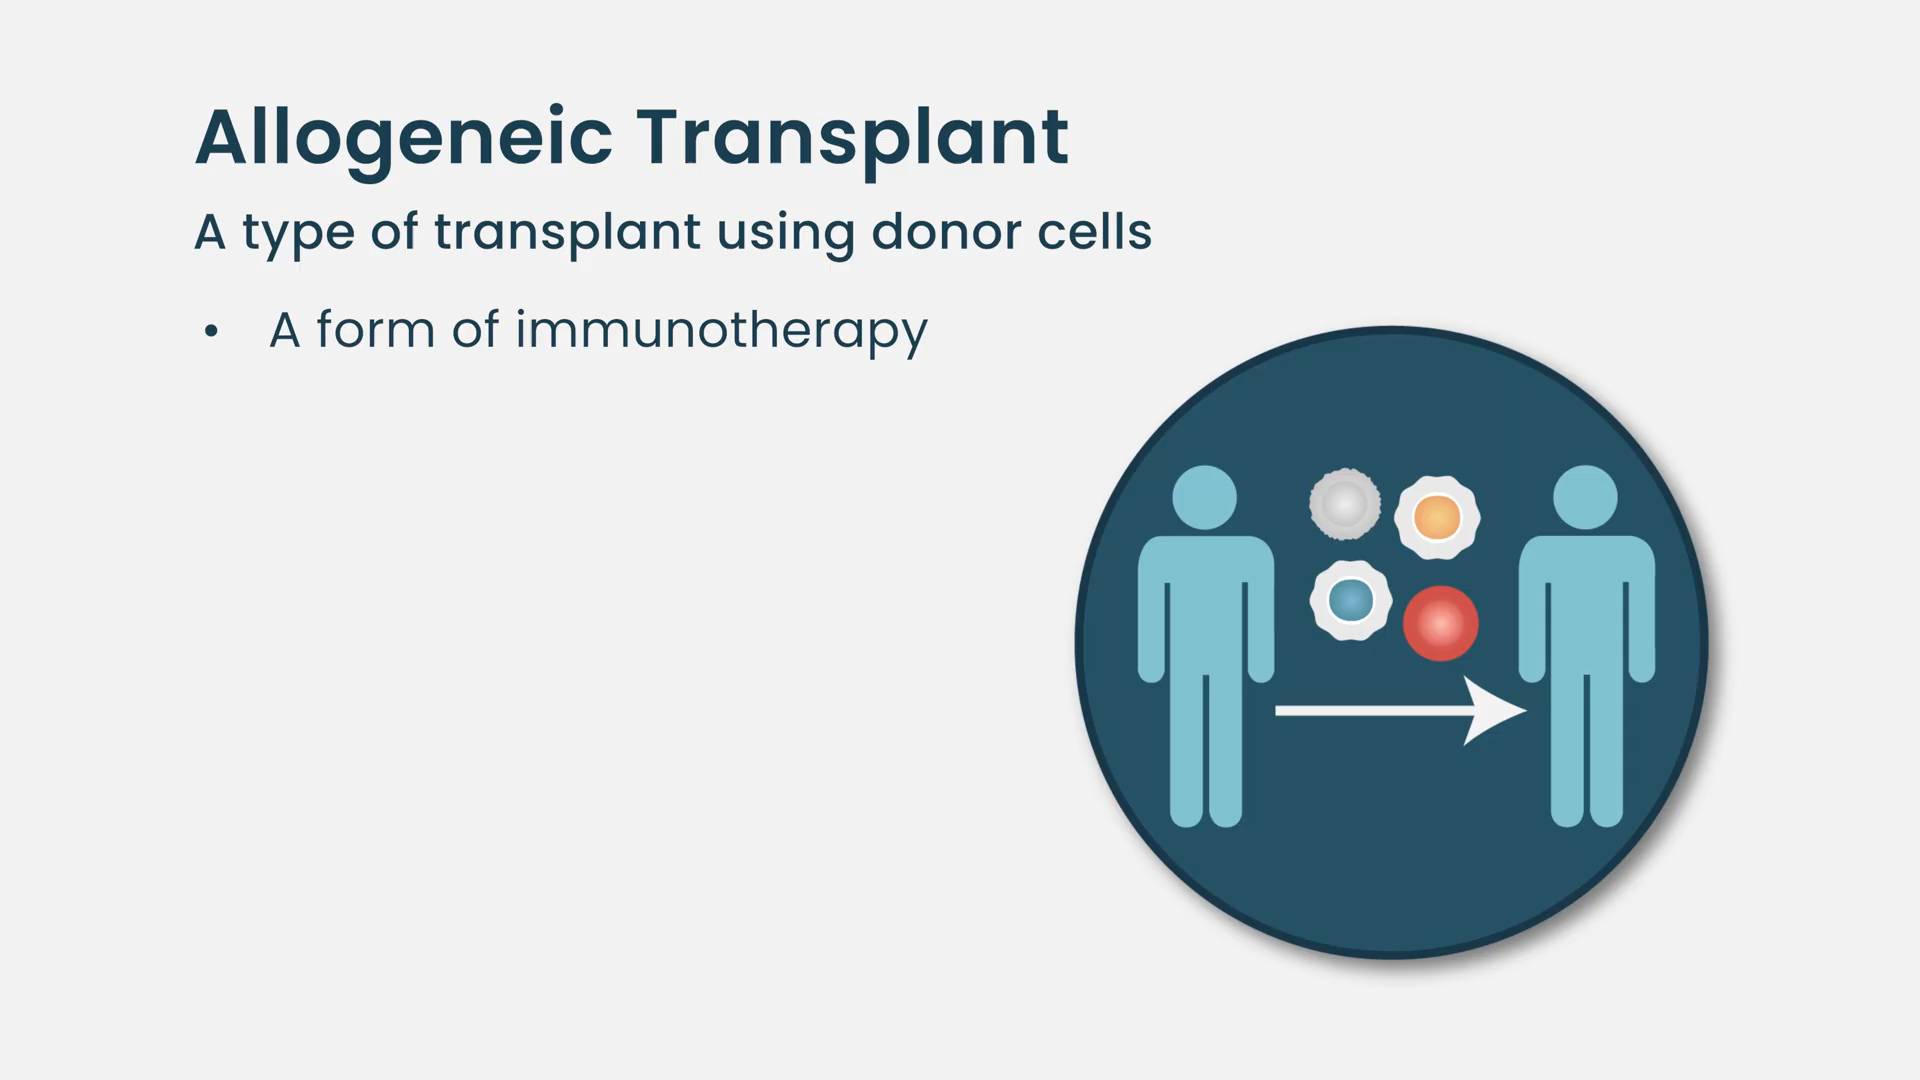 Allogeneic Transplant
A type of transplant using donor cells
• A form of immunotherapy